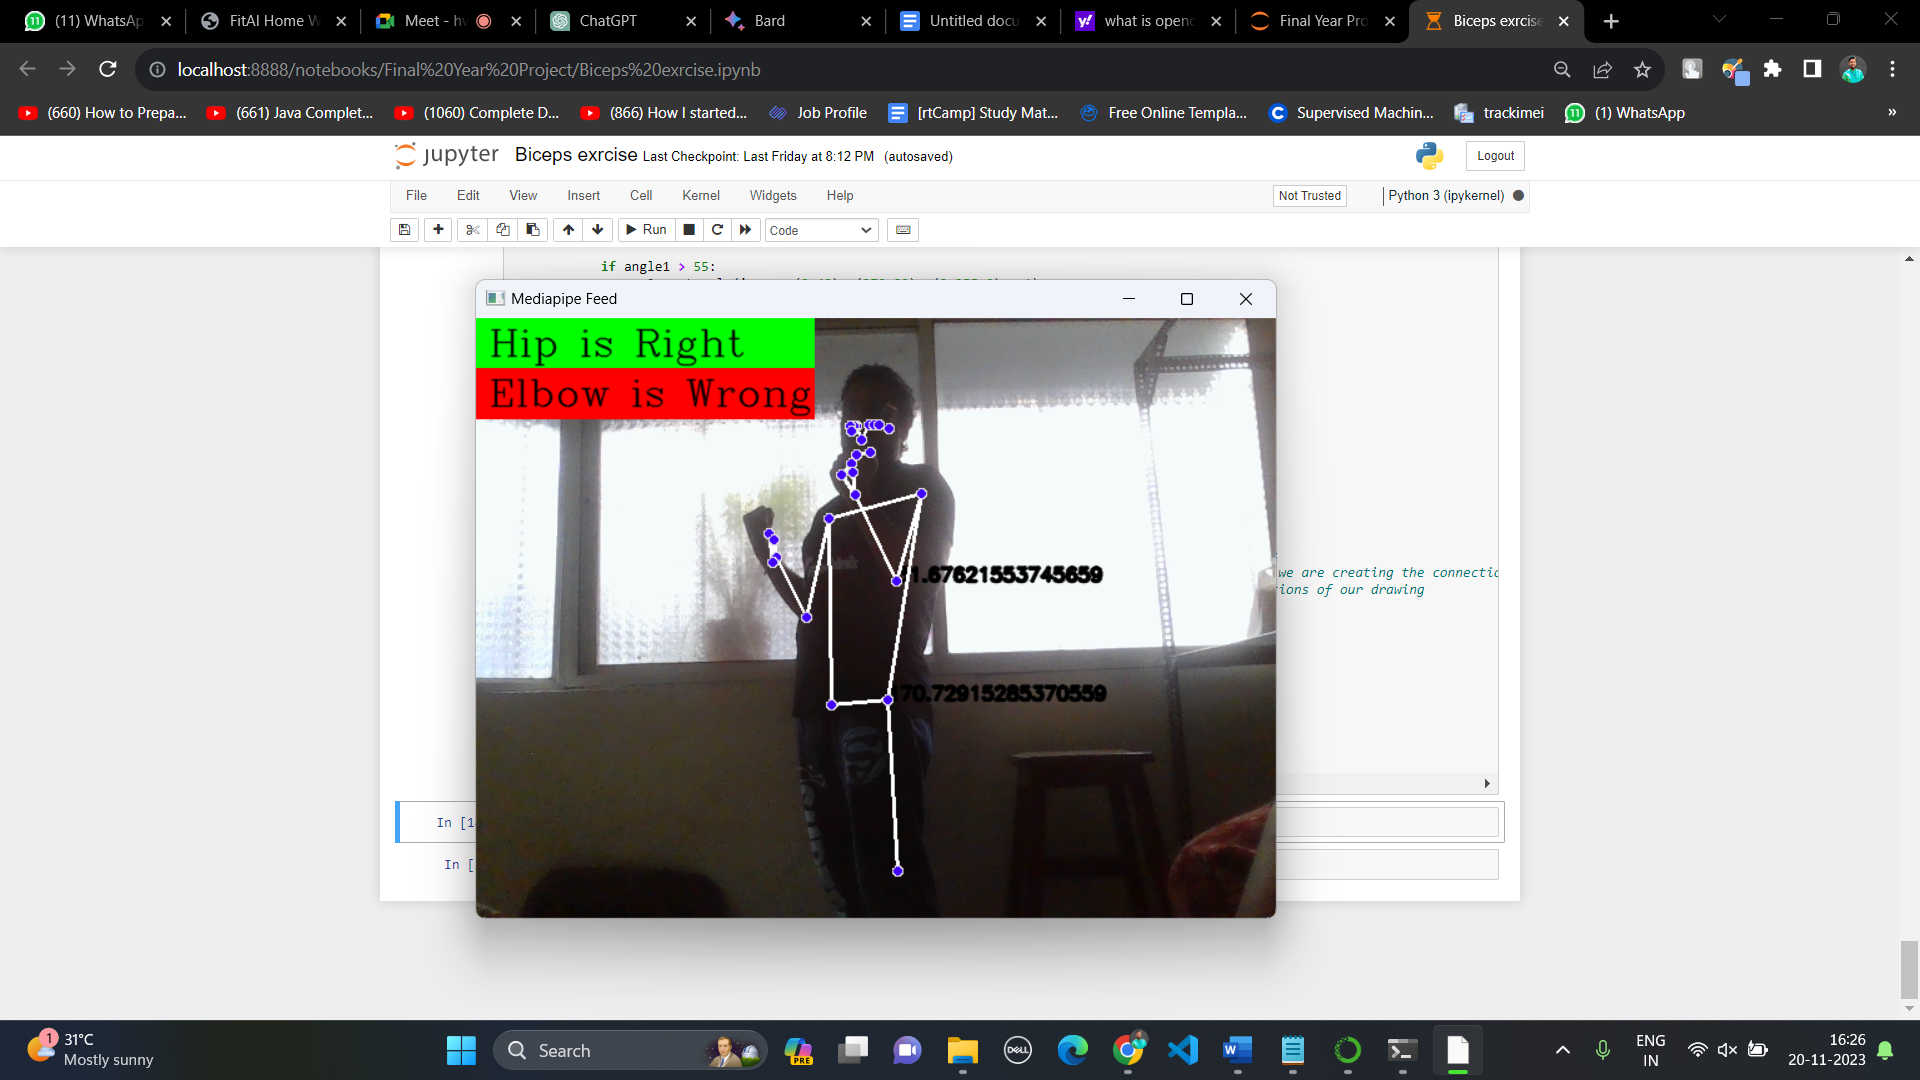 (11) WhatsA
FitAI Home W
Meet - hv
ChatGPT
Bard
Untitled docu
what is openc
Final Year Pro
Biceps exrcise
localhost:8888/notebooks/Final%20Year%20Project/Biceps%20exrcise.ipynb
(660) How to Prepa...
(661) Java Complet...
(1060) Complete D...
(866) How I started...
Job Profile
[rtCamp] Study Mat...
Free Online Templa...
Supervised Machin...
trackimei
(1) WhatsApp
»
jupyter Biceps exrcise Last Checkpoint: Last Friday at 8:12 PM (autosaved)
Logout
File Edit View Insert Cell Kernel Widgets Help
Not Trusted
Python 3 (ipykernel)
Run
Code
if angle1 > 55:
Mediapipe Feed
Hip is Right
Elbow is Wrong
1.67621553745659
we are creating the connectio
ions of our drawing
170.72915285370559
In [1
In [
1
31°C
Mostly sunny
Search
PRE
DELL
ENG
IN
16:26
20-11-2023